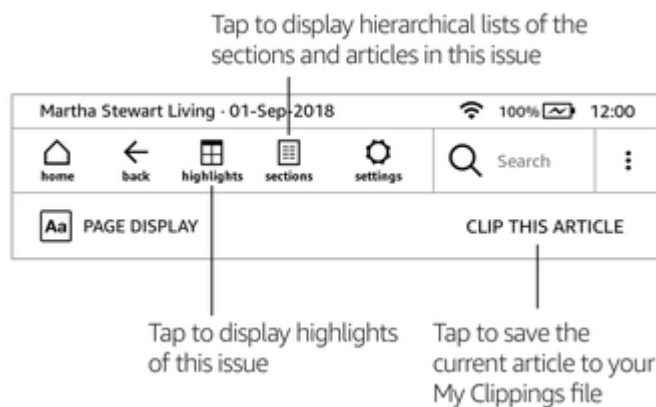 Tap to display hierarchical lists of the
sections and articles in this issue
Martha Stewart Living - 01-Sep-2018 100% 12:00
home back highlights sections settings Search
Aa PAGE DISPLAY CLIP THIS ARTICLE
Tap to display highlights
of this issue
Tap to save the
current article to your
My Clippings file